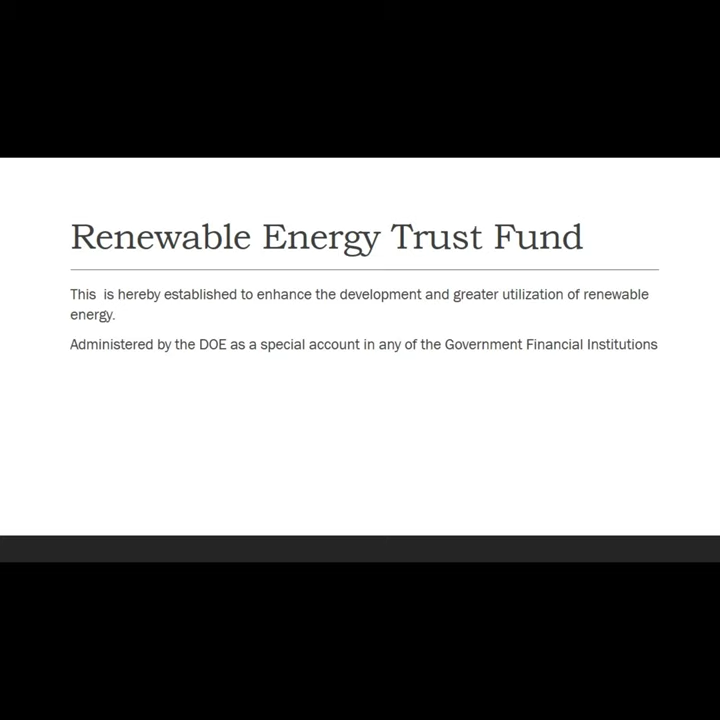 Renewable Energy Trust Fund
This  is hereby established to enhance the development and greater utilization of renewable
energy.
Administered by the DOE as a special account in any of the Government Financial Institutions